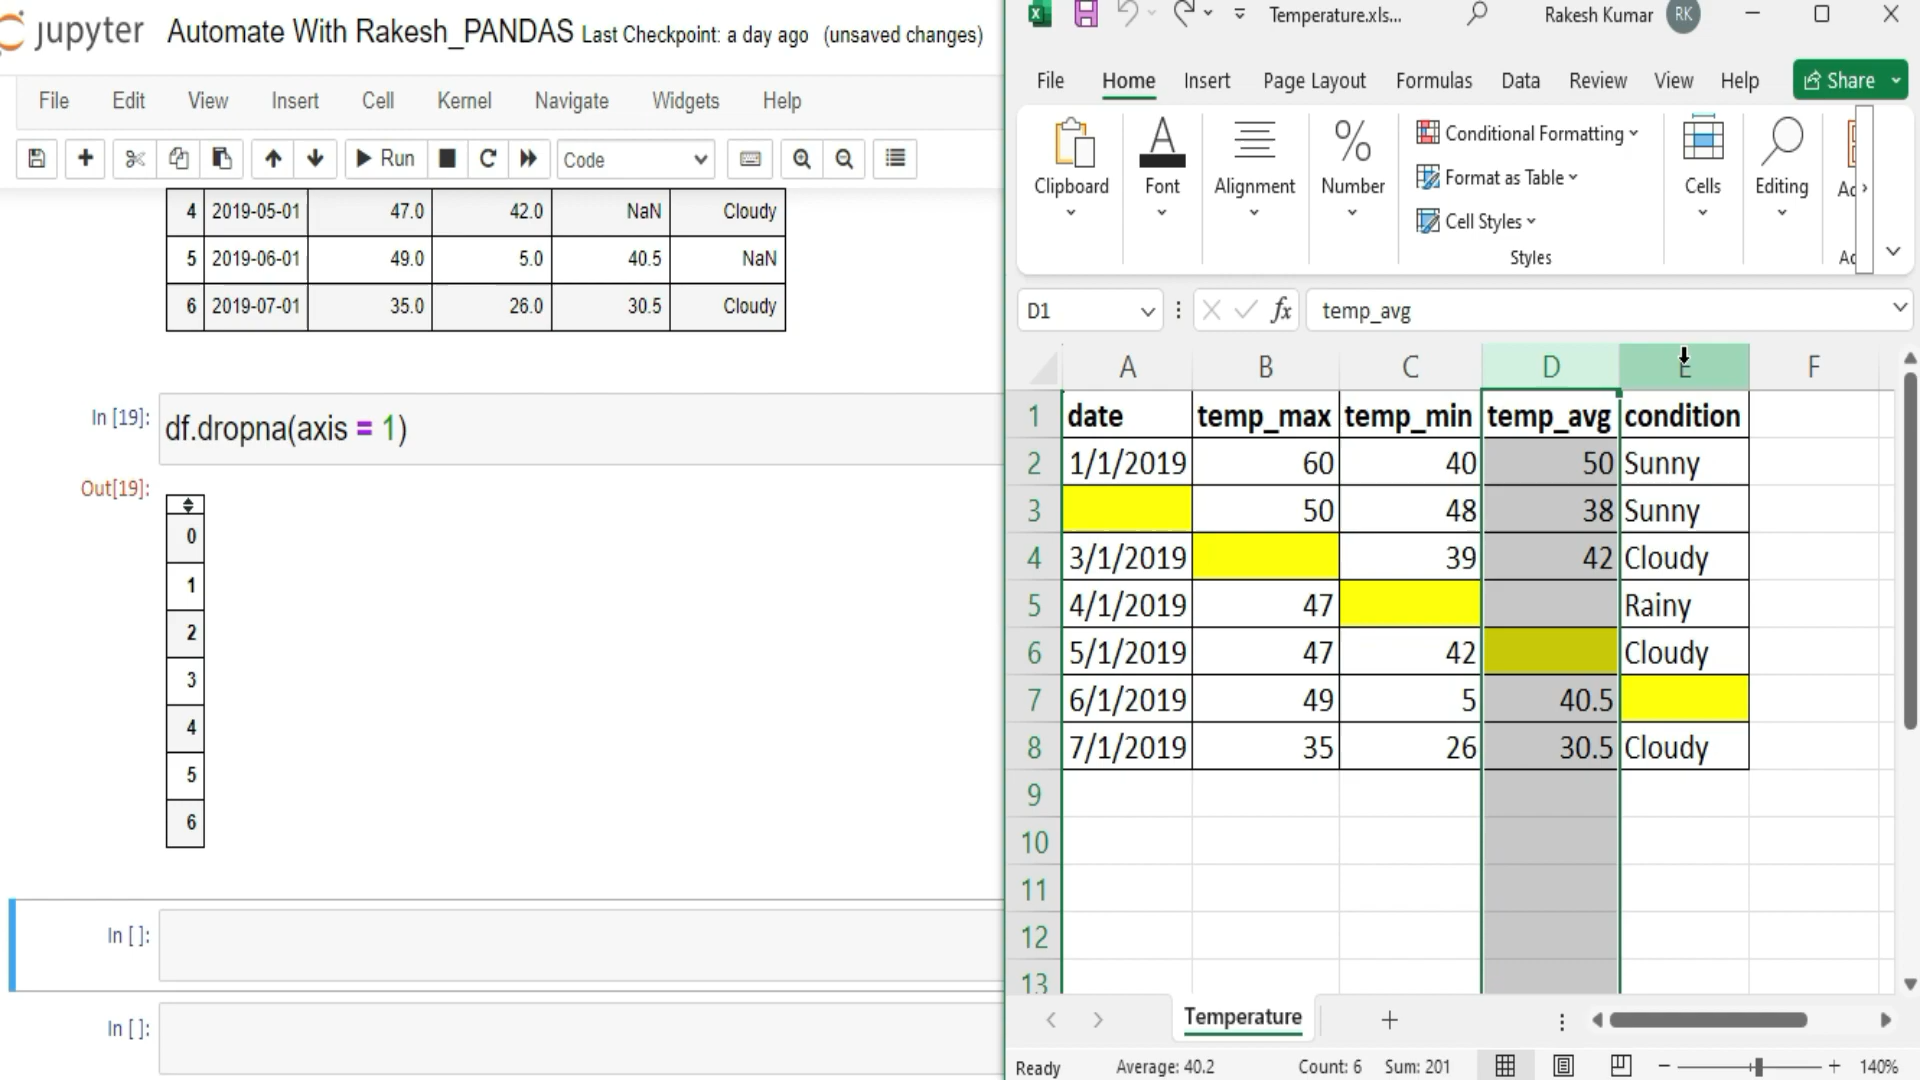 jupyter Automate With Rakesh_PANDAS Last Checkpoint: a day ago (unsaved changes)
File Edit View Insert Cell Kernel Navigate Widgets Help
Run Code
4 2019-05-01 47.0 42.0 NaN Cloudy
5 2019-06-01 49.0 5.0 40.5 NaN
6 2019-07-01 35.0 26.0 30.5 Cloudy
In [19]: df.dropna(axis = 1)
Out[19]:
0
1
2
3
4
5
6
In [ ]:
In [ ]:
Temperature.xls... Rakesh Kumar RK
File Home Insert Page Layout Formulas Data Review View Help Share
Clipboard Font Alignment Number Conditional Formatting Format as Table Cell Styles Styles Cells Editing
D1 fx temp_avg
A B C D E F
1 date temp_max temp_min temp_avg condition
2 1/1/2019 60 40 50 Sunny
3 50 48 38 Sunny
4 3/1/2019 39 42 Cloudy
5 4/1/2019 47 Rainy
6 5/1/2019 47 42 Cloudy
7 6/1/2019 49 5 40.5
8 7/1/2019 35 26 30.5 Cloudy
9
10
11
12
13
Temperature
Ready Average: 40.2 Count: 6 Sum: 201 140%